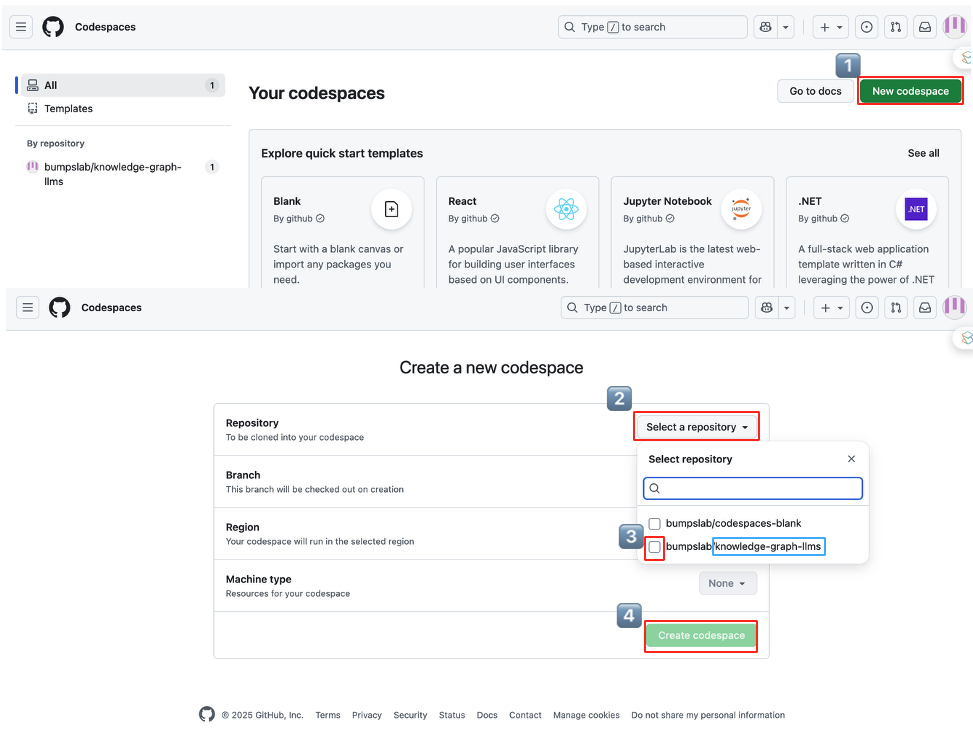 Codespaces
Type / to search
All 1
Templates
By repository
bumpslab/knowledge-graph-
llms 1
Your codespaces
1
Go to docs
New codespace
Explore quick start templates
See all
Blank
By github
Start with a blank canvas or
import any packages you
need.
React
By github
A popular JavaScript library
for building user interfaces
based on UI components.
Jupyter Notebook
By github
jupyter
JupyterLab is the latest web-
based interactive
development environment for
.NET
By github
.NET
A full-stack web application
template written in C#
leveraging the power of .NET
Codespaces
Type / to search
Create a new codespace
Repository
To be cloned into your codespace
2
Select a repository
Select repository
bumpslab/codespaces-blank
3
bumpslab/knowledge-graph-llms
Branch
This branch will be checked out on creation
Region
Your codespace will run in the selected region
Machine type
Resources for your codespace
None
4
Create codespace
© 2025 GitHub, Inc. Terms Privacy Security Status Docs Contact Manage cookies Do not share my personal information